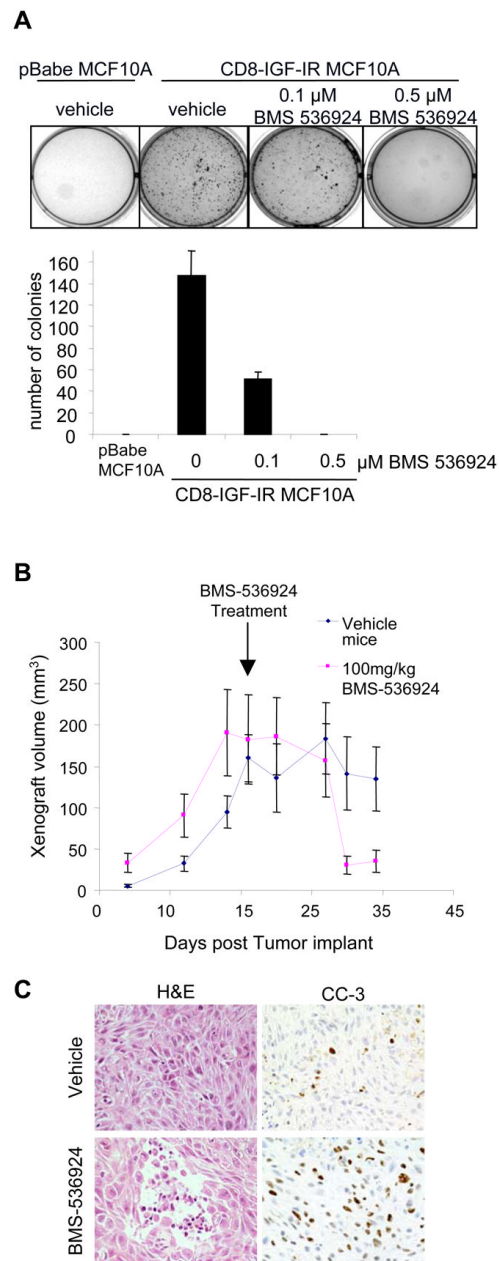 A
pBabe MCF10A CD8-IGF-IR MCF10A
vehicle vehicle 0.1 µM BMS 536924 0.5 µM BMS 536924
number of colonies
160
140
120
100
80
60
40
20
0
pBabe MCF10A 0 0.1 0.5 µM BMS 536924
CD8-IGF-IR MCF10A
B
BMS-536924
Treatment
Vehicle
mice
100mg/kg
BMS-536924
Xenograft volume (mm³)
300
250
200
150
100
50
0
0 10 15 25 35 45
Days post Tumor implant
C
H&E CC-3
Vehicle
BMS-536924